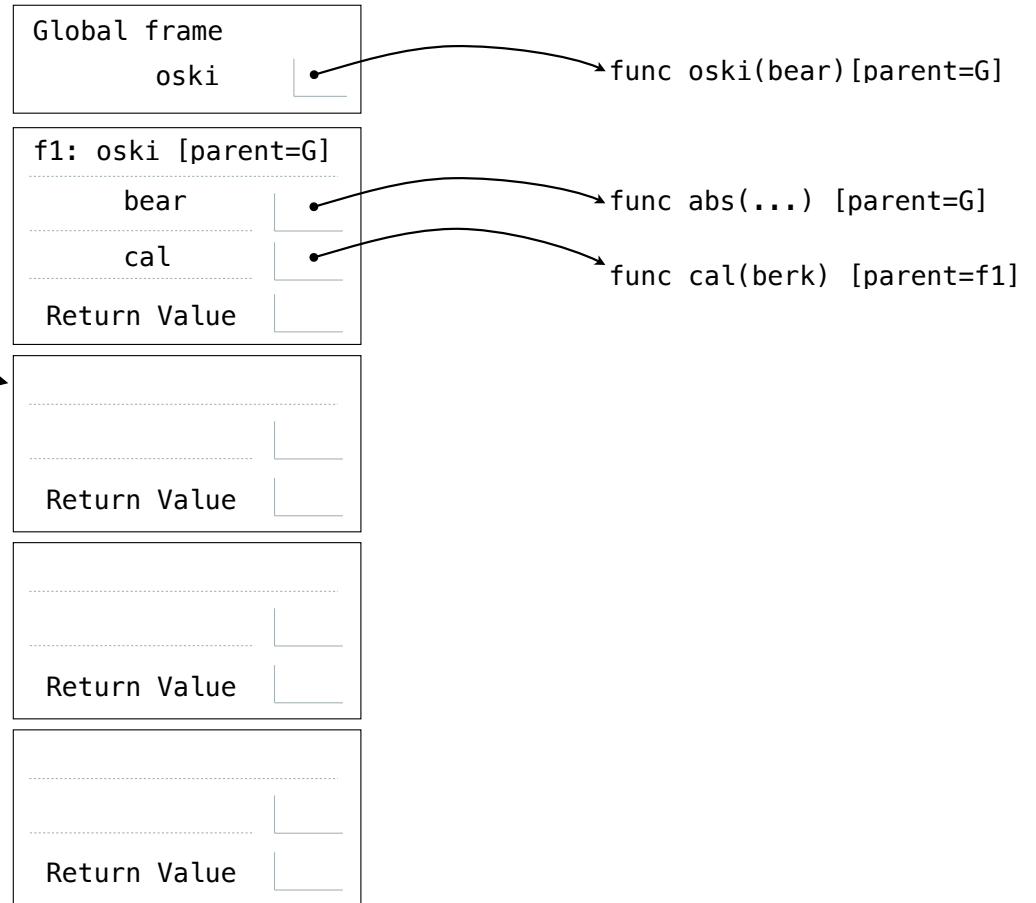 Global frame
oski
func oski(bear)[parent=G]
f1: oski [parent=G]
bear
func abs(...) [parent=G]
cal
func cal(berk) [parent=f1]
Return Value
Return Value
Return Value
Return Value